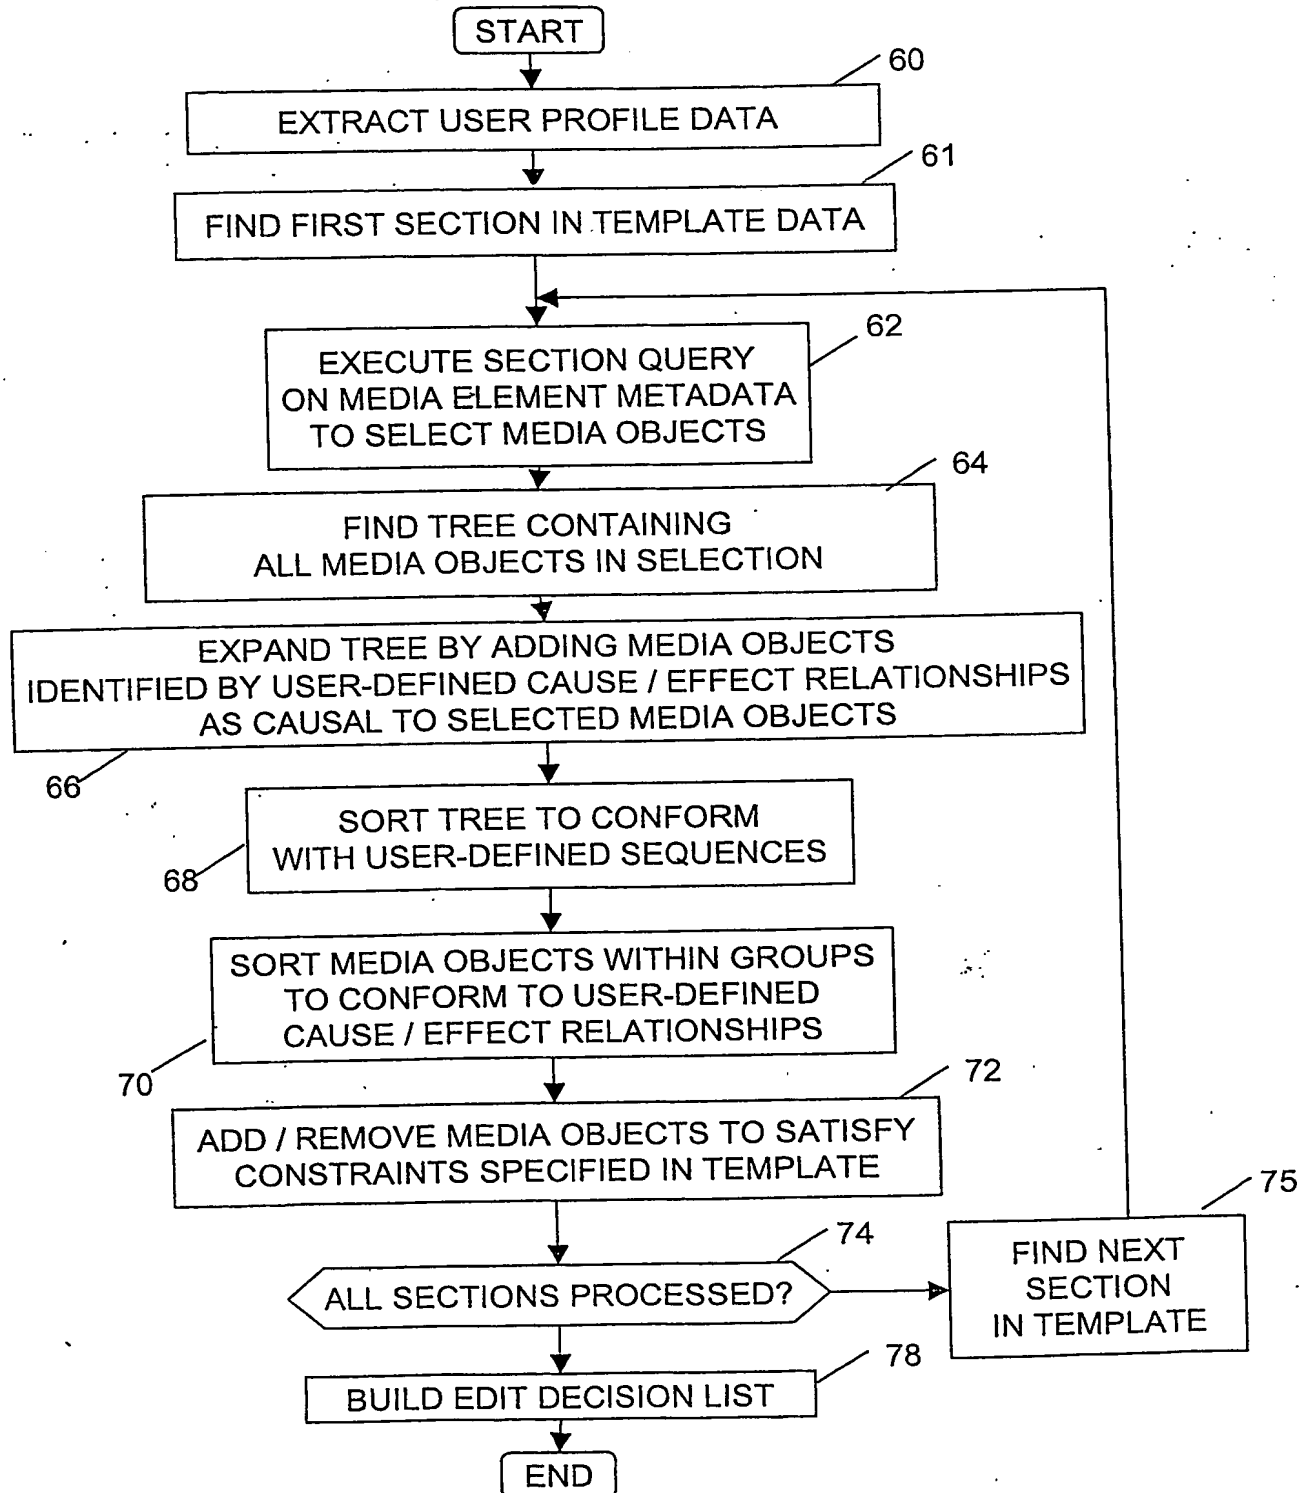 START
60
EXTRACT USER PROFILE DATA
61
FIND FIRST SECTION IN TEMPLATE DATA
62
EXECUTE SECTION QUERY
ON MEDIA ELEMENT METADATA
TO SELECT MEDIA OBJECTS
64
FIND TREE CONTAINING
ALL MEDIA OBJECTS IN SELECTION
EXPAND TREE BY ADDING MEDIA OBJECTS
IDENTIFIED BY USER-DEFINED CAUSE / EFFECT RELATIONSHIPS
AS CAUSAL TO SELECTED MEDIA OBJECTS
66
SORT TREE TO CONFORM
WITH USER-DEFINED SEQUENCES
68
SORT MEDIA OBJECTS WITHIN GROUPS
TO CONFORM TO USER-DEFINED
CAUSE / EFFECT RELATIONSHIPS
70
72
ADD / REMOVE MEDIA OBJECTS TO SATISFY
CONSTRAINTS SPECIFIED IN TEMPLATE
74
ALL SECTIONS PROCESSED?
75
FIND NEXT
SECTION
IN TEMPLATE
78
BUILD EDIT DECISION LIST
END